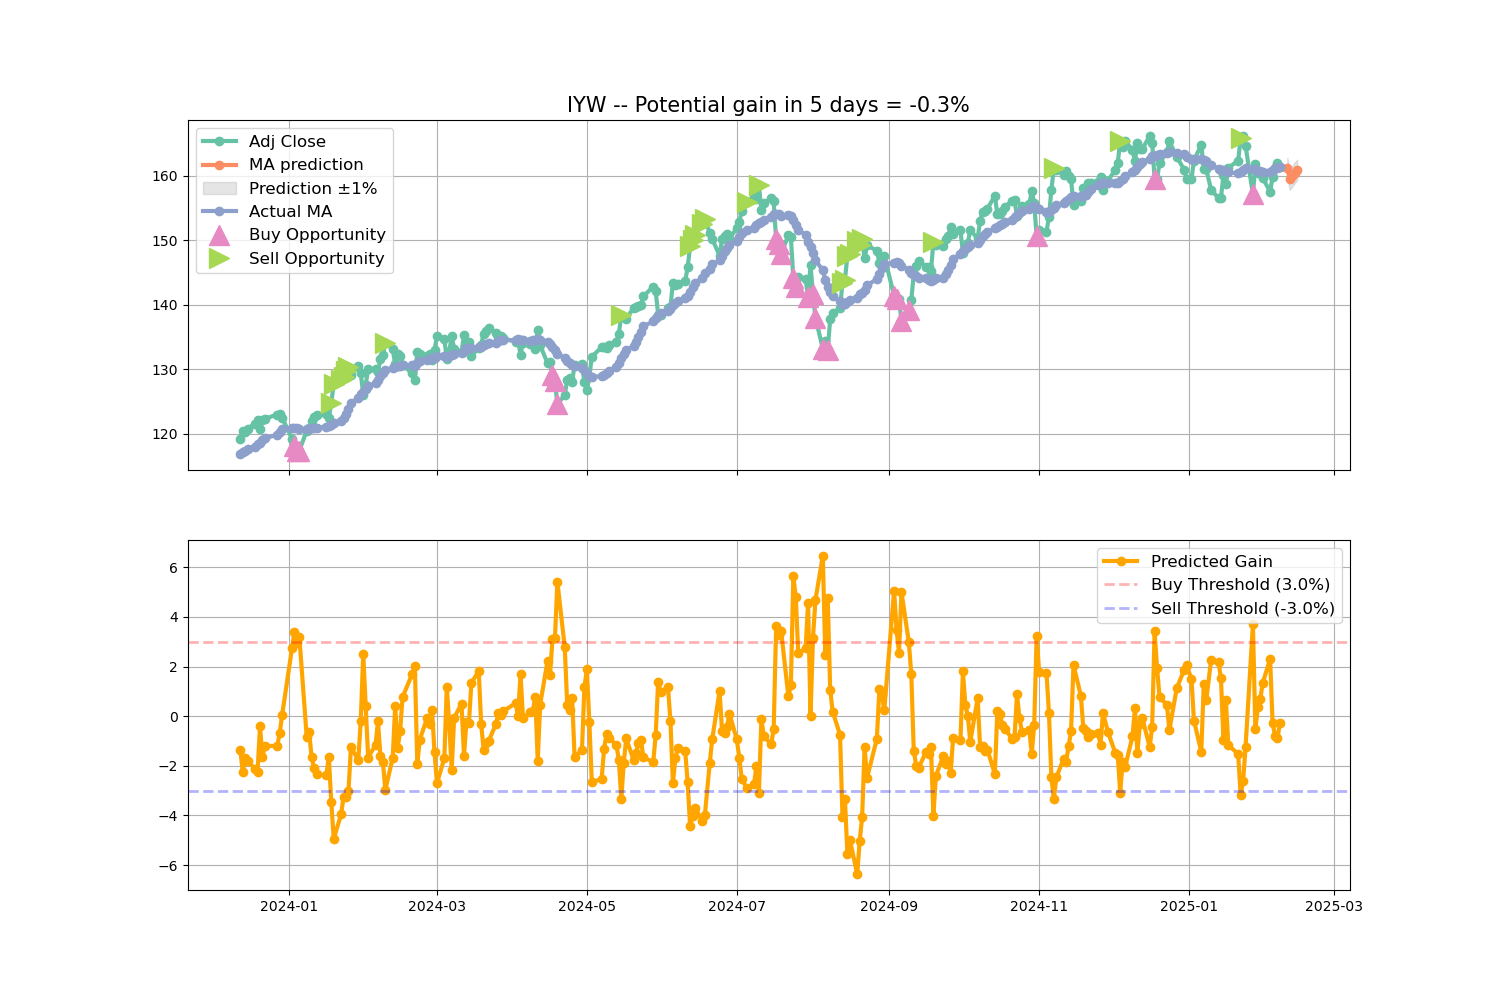 IYW -- Potential gain in 5 days = -0.3%
Adj Close
MA prediction
Prediction ±1%
Actual MA
Buy Opportunity
Sell Opportunity
160
150
140
130
120
Predicted Gain
Buy Threshold (3.0%)
Sell Threshold (-3.0%)
6
4
2
0
−2
−4
−6
2024-01
2024-03
2024-05
2024-07
2024-09
2024-11
2025-01
2025-03